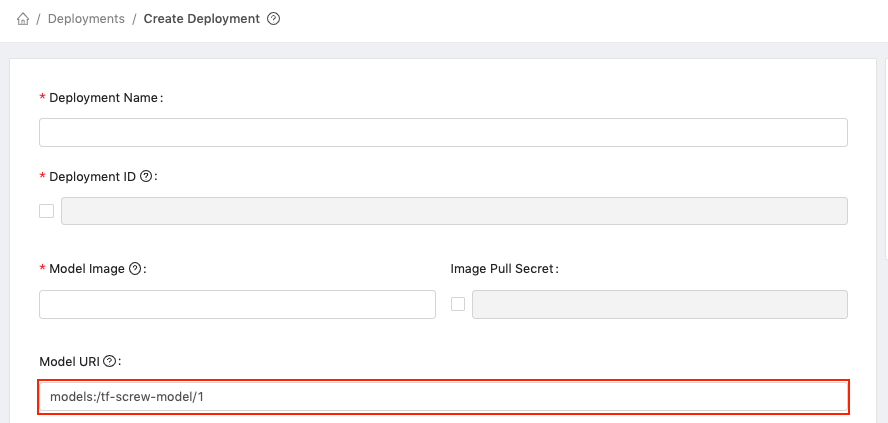 / Deployments / Create Deployment
* Deployment Name:
* Deployment ID :
* Model Image : Image Pull Secret:
Model URI :
models:/tf-screw-model/1